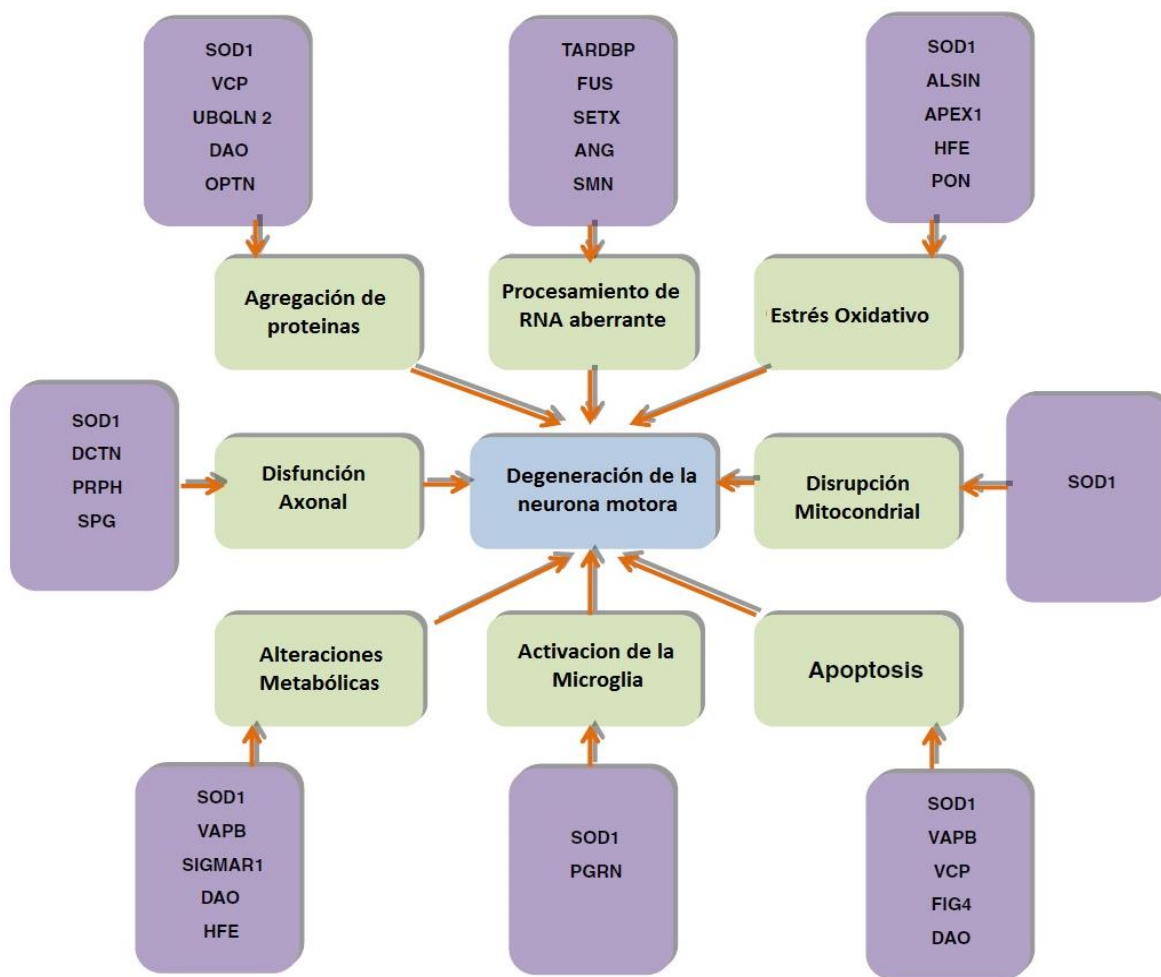 SOD1
VCP
UBQLN 2
DAO
OPTN
TARDBP
FUS
SETX
ANG
SMN
SOD1
ALSIN
APEX1
HFE
PON
Agregación de
proteinas
Procesamiento de
RNA aberrante
Estrés Oxidativo
SOD1
DCTN
PRPH
SPG
Disfunción
Axonal
Degeneración de la
neurona motora
Disrupción
Mitocondrial
SOD1
Alteraciones
Metabólicas
Activacion de la
Microglia
Apoptosis
SOD1
VAPB
SIGMAR1
DAO
HFE
SOD1
PGRN
SOD1
VAPB
VCP
FIG4
DAO